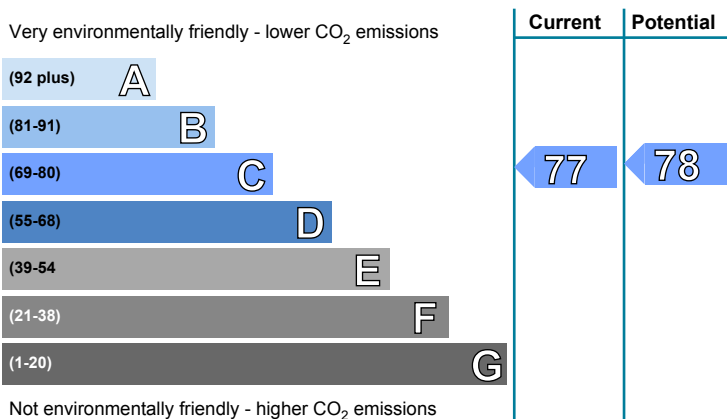 Very environmentally friendly - lower CO2 emissions
Current Potential
(92 plus) A
(81-91) B
(69-80) C
77 78
(55-68) D
(39-54 E
(21-38) F
(1-20) G
Not environmentally friendly - higher CO2 emissions